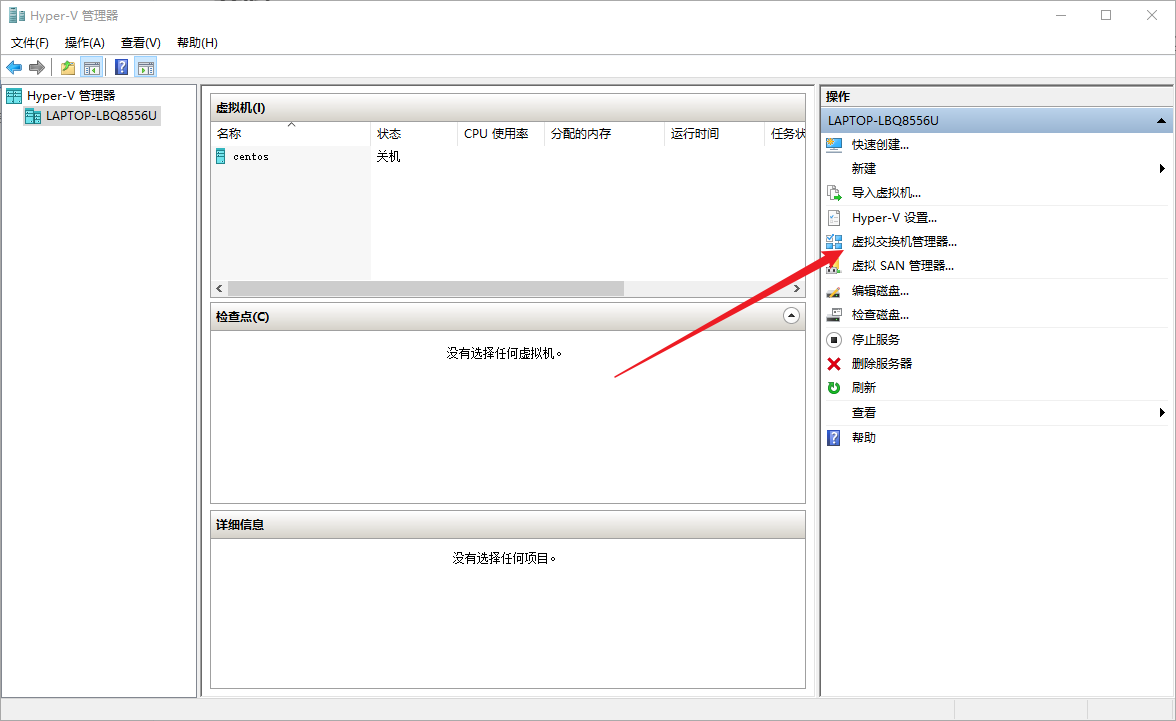 Hyper-V 管理器
文件(F) 操作(A) 查看(V) 帮助(H)
Hyper-V 管理器
LAPTOP-LBQ8556U
虚拟机(I)
名称 状态 CPU 使用率 分配的内存 运行时间 任务状
centos 关机
检查点(C)
没有选择任何虚拟机。
详细信息
没有选择任何项目。
操作
LAPTOP-LBQ8556U
快速创建...
新建
导入虚拟机...
Hyper-V 设置...
虚拟交换机管理器...
虚拟 SAN 管理器...
编辑磁盘...
检查磁盘...
停止服务
删除服务器
刷新
查看
帮助